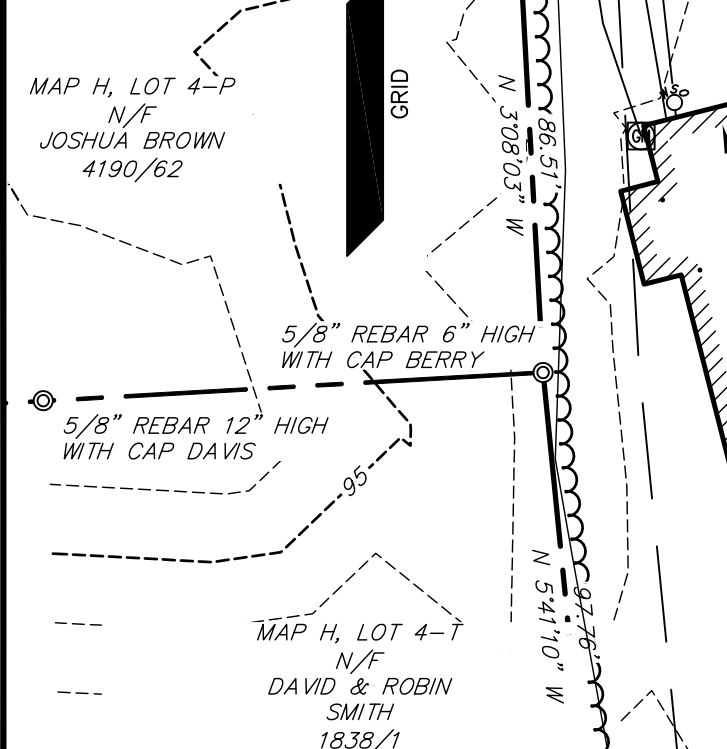 MAP H, LOT 4-P
N/F
JOSHUA BROWN
4190/62
GRID
N 3°08'03" W
86.51'
GM
5/8" REBAR 6" HIGH
WITH CAP BERRY
5/8" REBAR 12" HIGH
WITH CAP DAVIS
95
N 5°41'10" W
97.76'
MAP H, LOT 4-T
N/F
DAVID & ROBIN
SMITH
1838/1